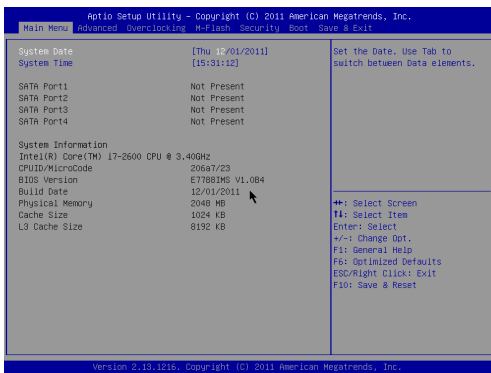 Aptio Setup Utility – Copyright (C) 2011 American Megatrends, Inc.
Main Menu Advanced Overclocking M-Flash Security Boot Save & Exit
System Date [Thu 12/01/2011]
System Time [15:31:12]
SATA Port1 Not Present
SATA Port2 Not Present
SATA Port3 Not Present
SATA Port4 Not Present
System Information
Intel(R) Core(TM) i7-2600 CPU @ 3.40GHz
CPUID/MicroCode 206a7/23
BIOS Version E7788IMS V1.0B4
Build Date 12/01/2011
Physical Memory 2048 MB
Cache Size 1024 KB
L3 Cache Size 8192 KB
Set the Date. Use Tab to
switch between Data elements.
→←: Select Screen
↑↓: Select Item
Enter: Select
+/-: Change Opt.
F1: General Help
F6: Optimized Defaults
ESC/Right Click: Exit
F10: Save & Reset
Version 2.13.1216. Copyright (C) 2011 American Megatrends, Inc.